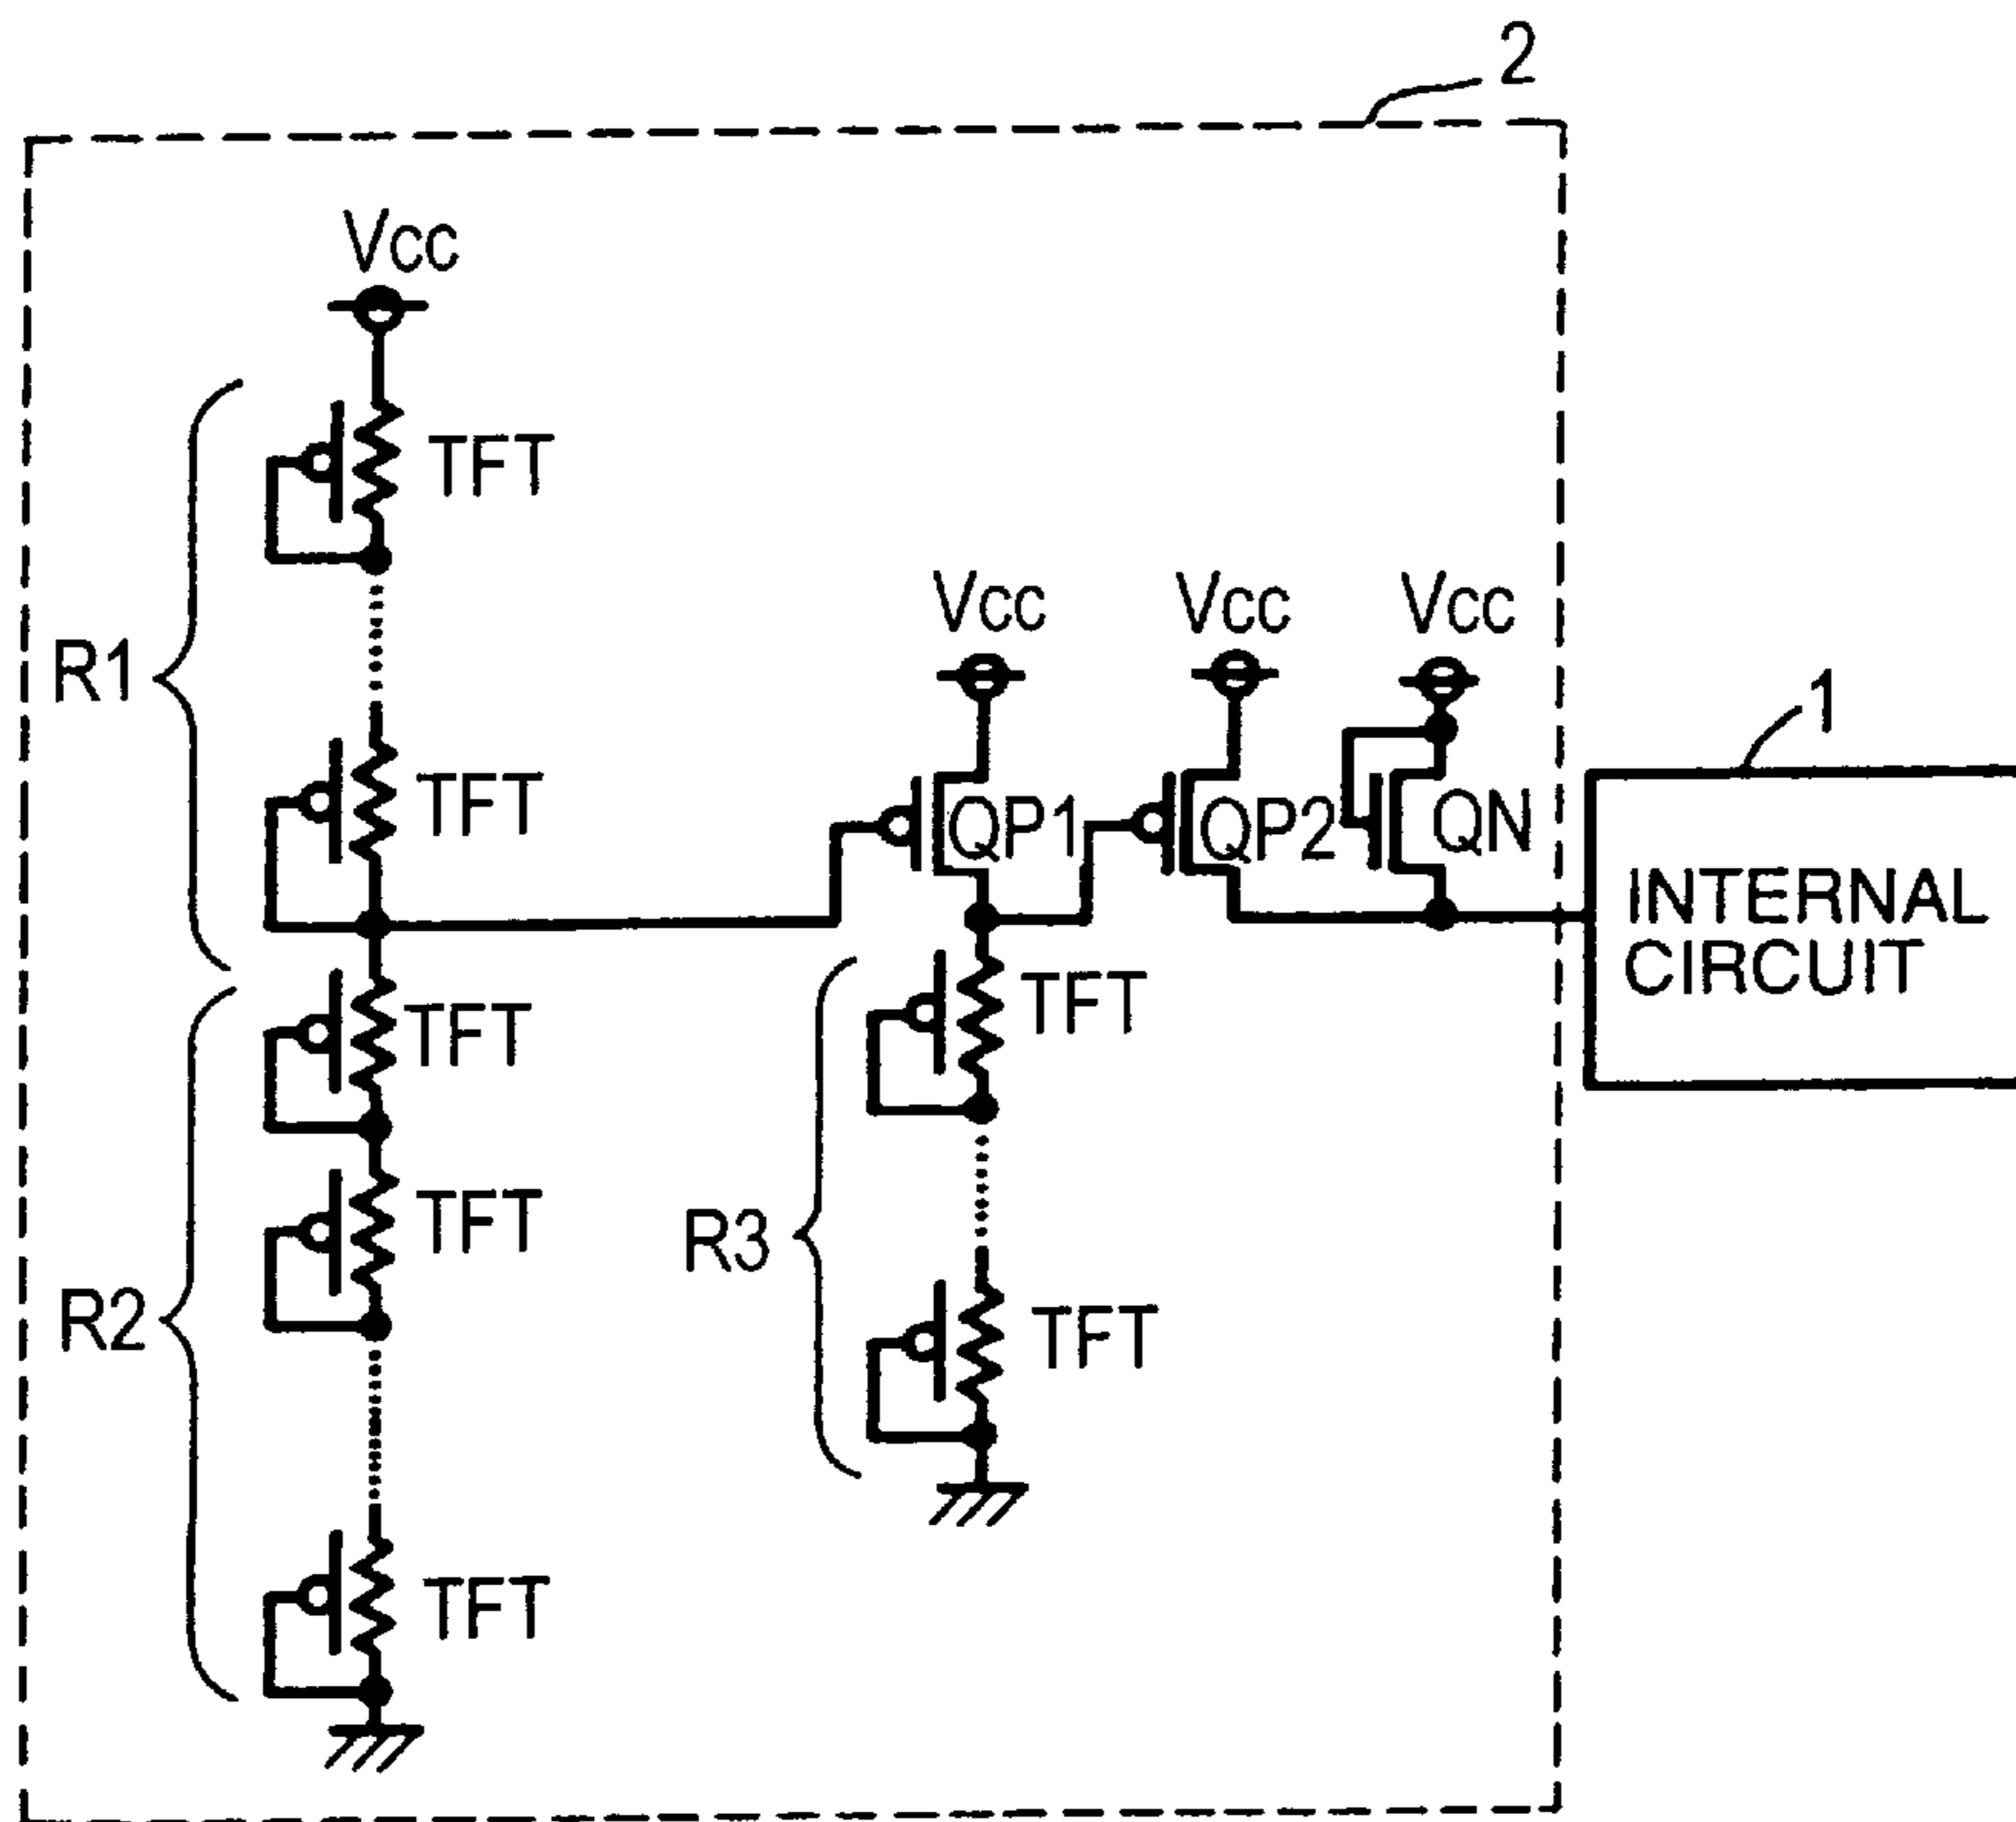 2
Vcc
TFT
R1
TFT
Vcc
Vcc
Vcc
QP1
QP2
QN
1
INTERNAL
CIRCUIT
TFT
TFT
TFT
R2
R3
TFT
TFT